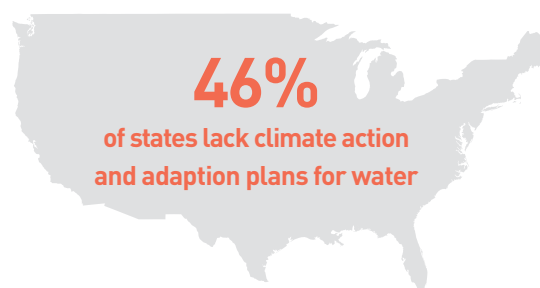 46%
of states lack climate action
and adaption plans for water